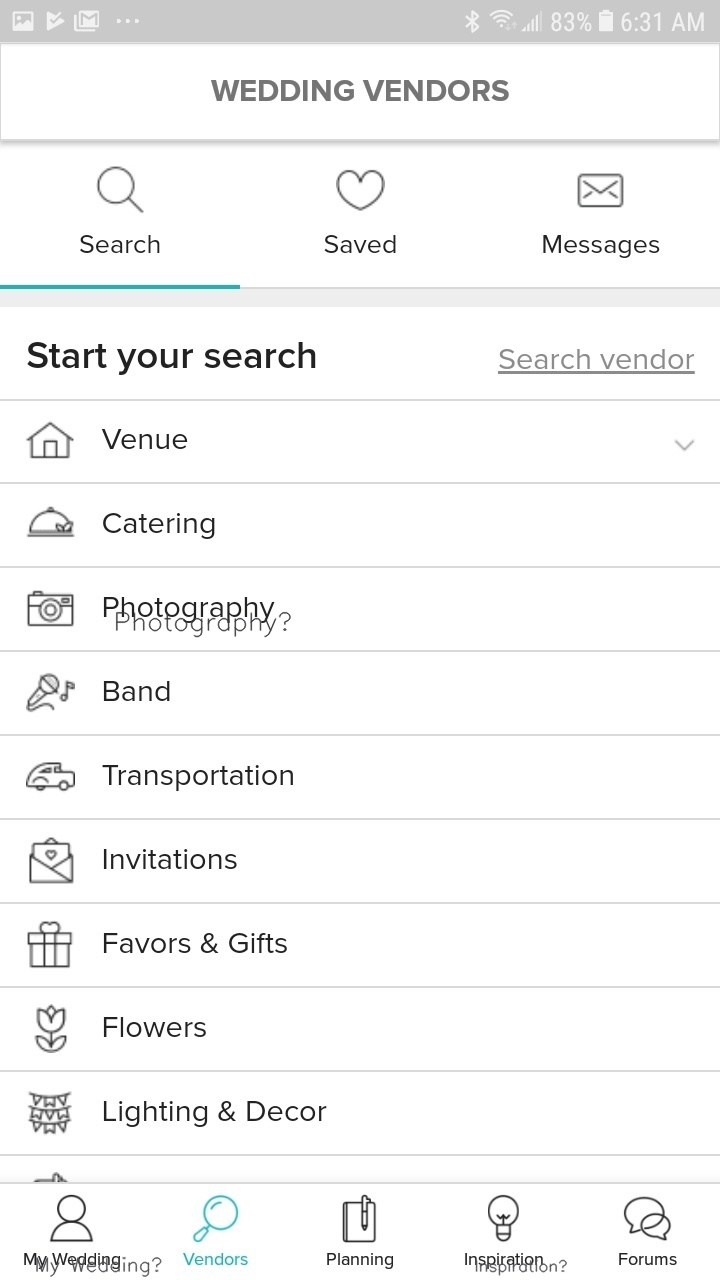 83% 6:31 AM
WEDDING VENDORS
Search Saved Messages
Start your search Search vendor
Venue
Catering
Photography
Photography?
Band
Transportation
Invitations
Favors & Gifts
Flowers
Lighting & Decor
My Wedding Vendors Planning Inspiration Forums
My Wedding? Inspiration?